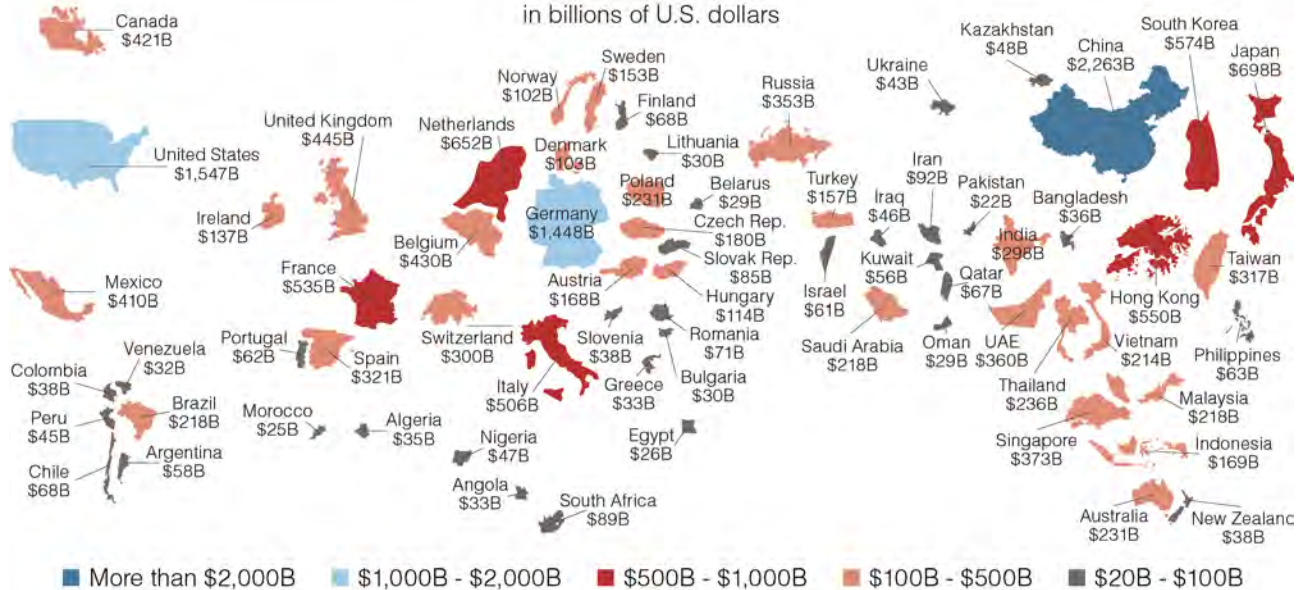 in billions of U.S. dollars
Canada
$421B
United States
$1,547B
Mexico
$410B
Venezuela
$32B
Colombia
$38B
Peru
$45B
Brazil
$218B
Chile
$68B
Argentina
$58B
United Kingdom
$445B
Ireland
$137B
France
$535B
Portugal
$62B
Spain
$321B
Morocco
$25B
Algeria
$35B
Norway
$102B
Sweden
$153B
Finland
$68B
Netherlands
$652B
Denmark
$103B
Lithuania
$30B
Germany
$1,448B
Poland
$231B
Belarus
$29B
Belgium
$430B
Czech Rep.
$180B
Slovak Rep.
$85B
Austria
$168B
Hungary
$114B
Switzerland
$300B
Slovenia
$38B
Romania
$71B
Italy
$506B
Greece
$33B
Bulgaria
$30B
Nigeria
$47B
Egypt
$26B
Angola
$33B
South Africa
$89B
Russia
$353B
Ukraine
$43B
Kazakhstan
$48B
China
$2,263B
South Korea
$574B
Japan
$698B
Turkey
$157B
Iraq
$46B
Iran
$92B
Pakistan
$22B
Bangladesh
$36B
India
$298B
Kuwait
$56B
Israel
$61B
Qatar
$67B
Saudi Arabia
$218B
Oman
$29B
UAE
$360B
Hong Kong
$550B
Taiwan
$317B
Vietnam
$214B
Philippines
$63B
Thailand
$236B
Malaysia
$218B
Singapore
$373B
Indonesia
$169B
Australia
$231B
New Zealand
$38B
More than $2,000B
$1,000B - $2,000B
$500B - $1,000B
$100B - $500B
$20B - $100B